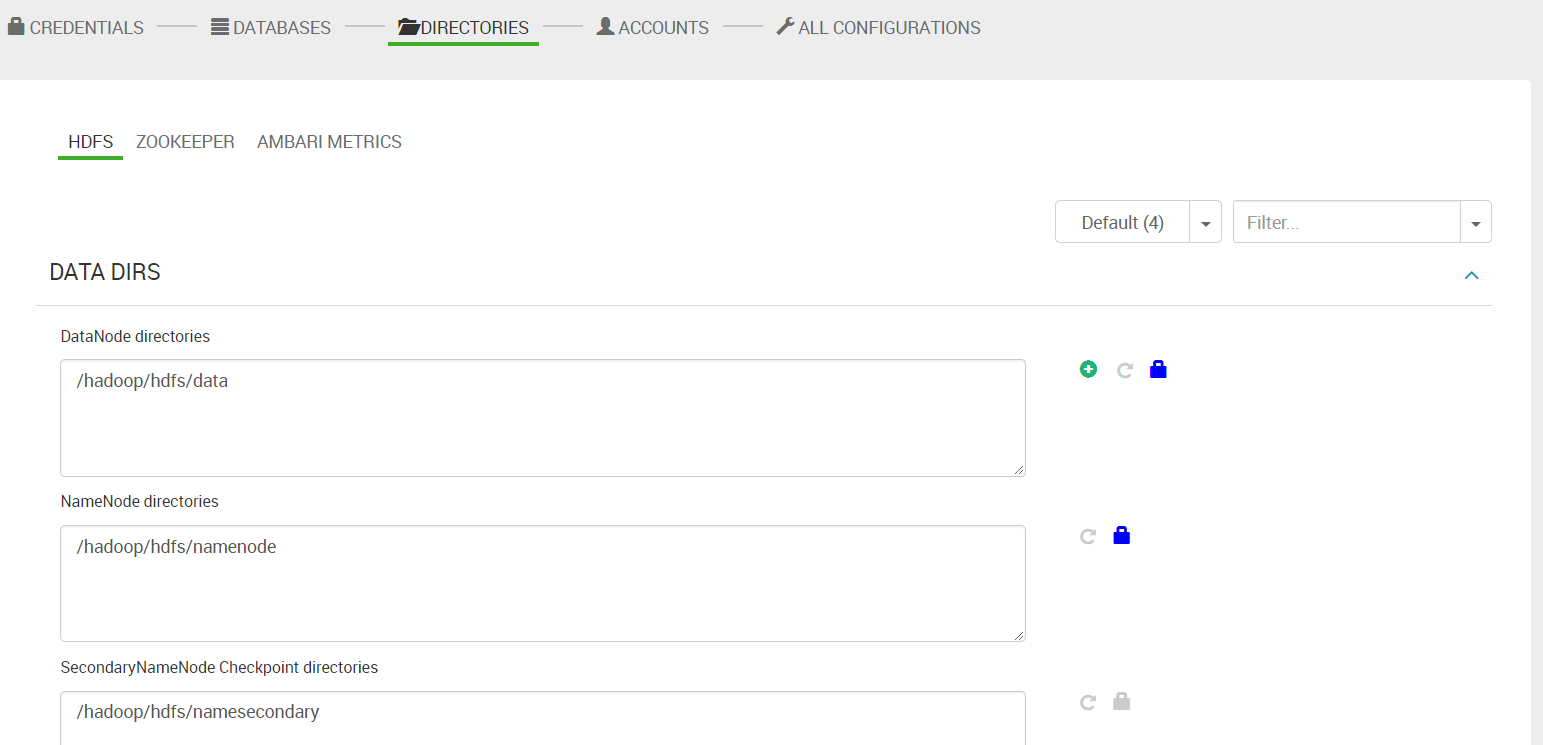 CREDENTIALS DATABASES DIRECTORIES ACCOUNTS ALL CONFIGURATIONS
HDFS ZOOKEEPER AMBARI METRICS
Default (4) Filter...
DATA DIRS
DataNode directories
/hadoop/hdfs/data
NameNode directories
/hadoop/hdfs/namenode
SecondaryNameNode Checkpoint directories
/hadoop/hdfs/namesecondary